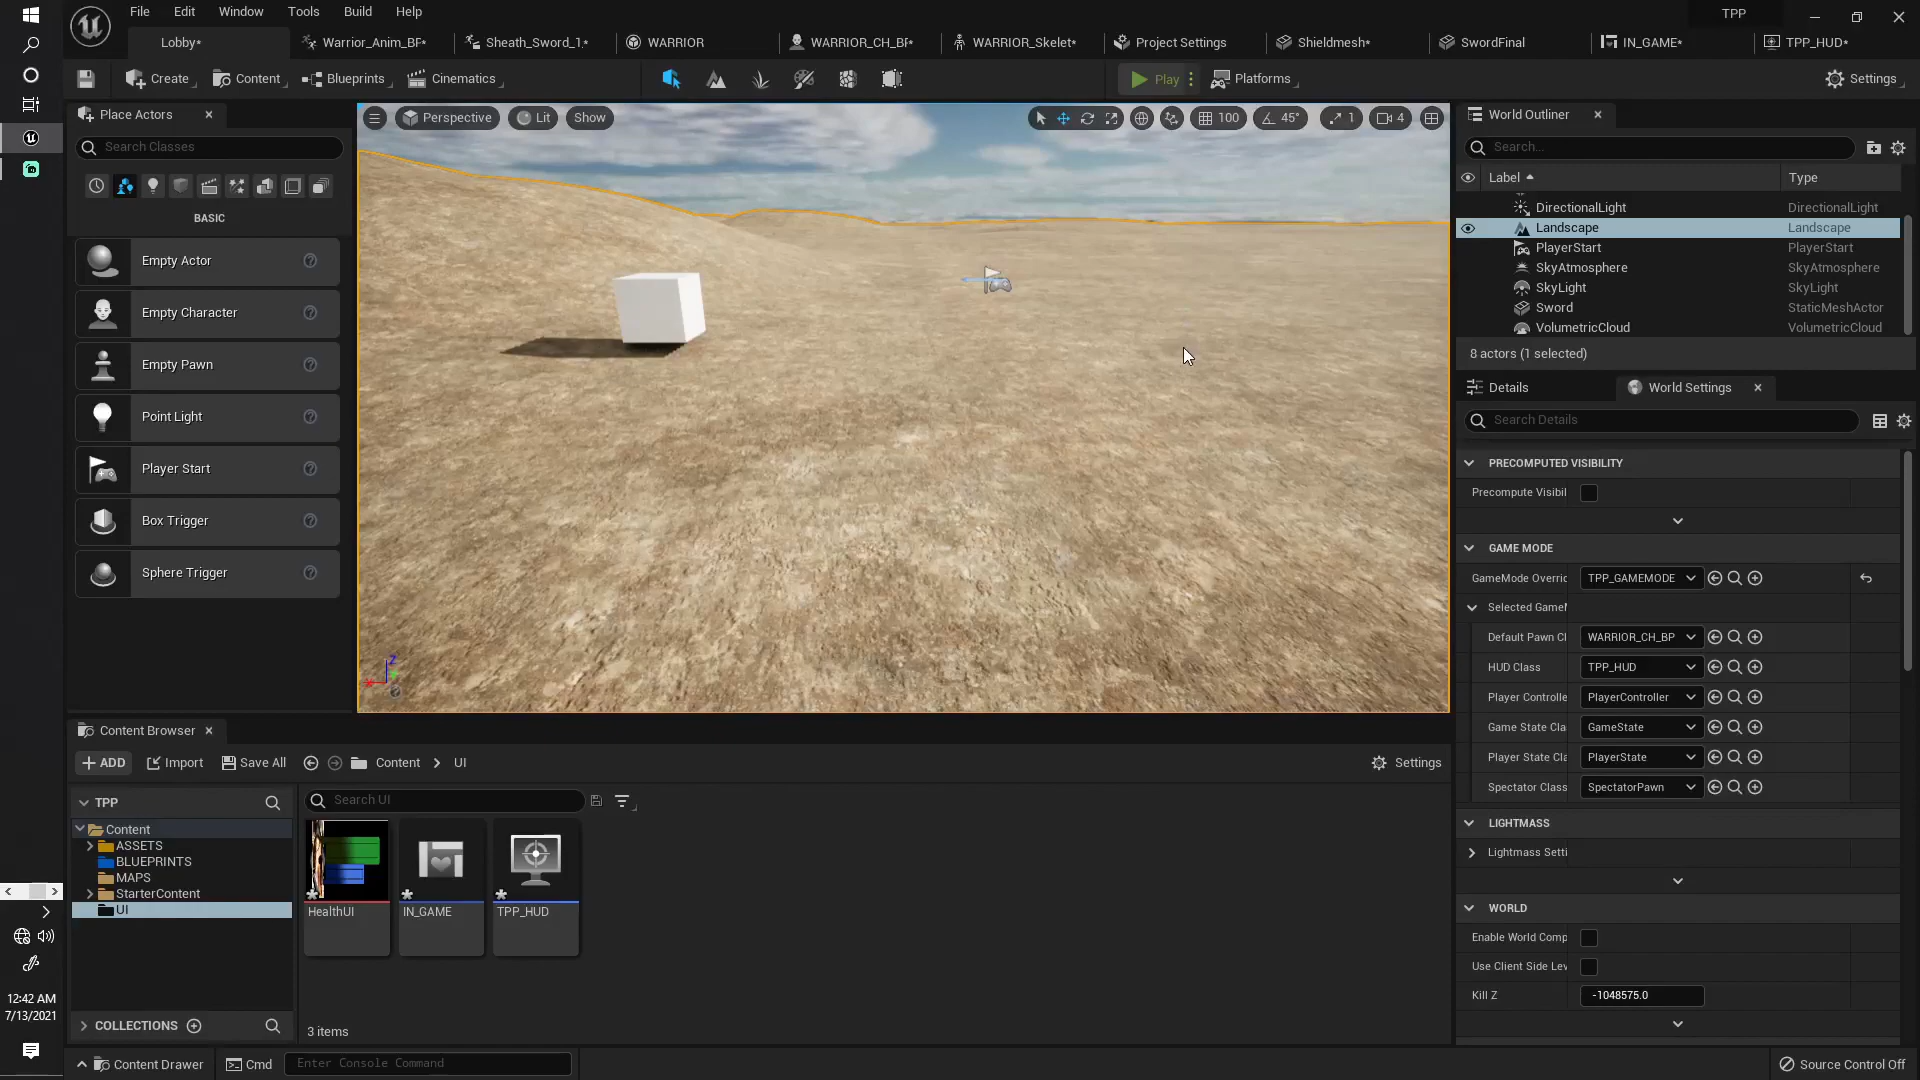 File Edit Window Tools Build Help
TPP
Lobby*
Warrior_Anim_BP*
Sheath_Sword_1.*
WARRIOR
WARRIOR_CH_BP*
WARRIOR_Skelet*
Project Settings
Shieldmesh*
SwordFinal
IN_GAME*
TPP_HUD*
Create
Content
Blueprints
Cinematics
Play
Platforms
Settings
Place Actors
Search Classes
BASIC
Empty Actor
Empty Character
Empty Pawn
Point Light
Player Start
Box Trigger
Sphere Trigger
Perspective
Lit
Show
100
45°
1
4
Z
World Outliner
Search...
Label
Type
DirectionalLight DirectionalLight
Landscape Landscape
PlayerStart PlayerStart
SkyAtmosphere SkyAtmosphere
SkyLight SkyLight
Sword StaticMeshActor
VolumetricCloud VolumetricCloud
8 actors (1 selected)
Details
World Settings
Search Details
PRECOMPUTED VISIBILITY
Precompute Visibil
GAME MODE
GameMode Overric TPP_GAMEMODE
Selected GameM
Default Pawn Cl WARRIOR_CH_BP
HUD Class TPP_HUD
Player Controlle PlayerController
Game State Cla GameState
Player State Cla PlayerState
Spectator Class SpectatorPawn
LIGHTMASS
Lightmass Setti
WORLD
Enable World Comp
Use Client Side Lev
Kill Z -1048575.0
Content Browser
ADD
Import
Save All
Content
UI
Settings
TPP
Content
ASSETS
BLUEPRINTS
MAPS
StarterContent
UI
COLLECTIONS
Search UI
HealthUI
IN_GAME
TPP_HUD
3 items
12:42 AM
7/13/2021
Content Drawer
Cmd
Enter Console Command
Source Control Off